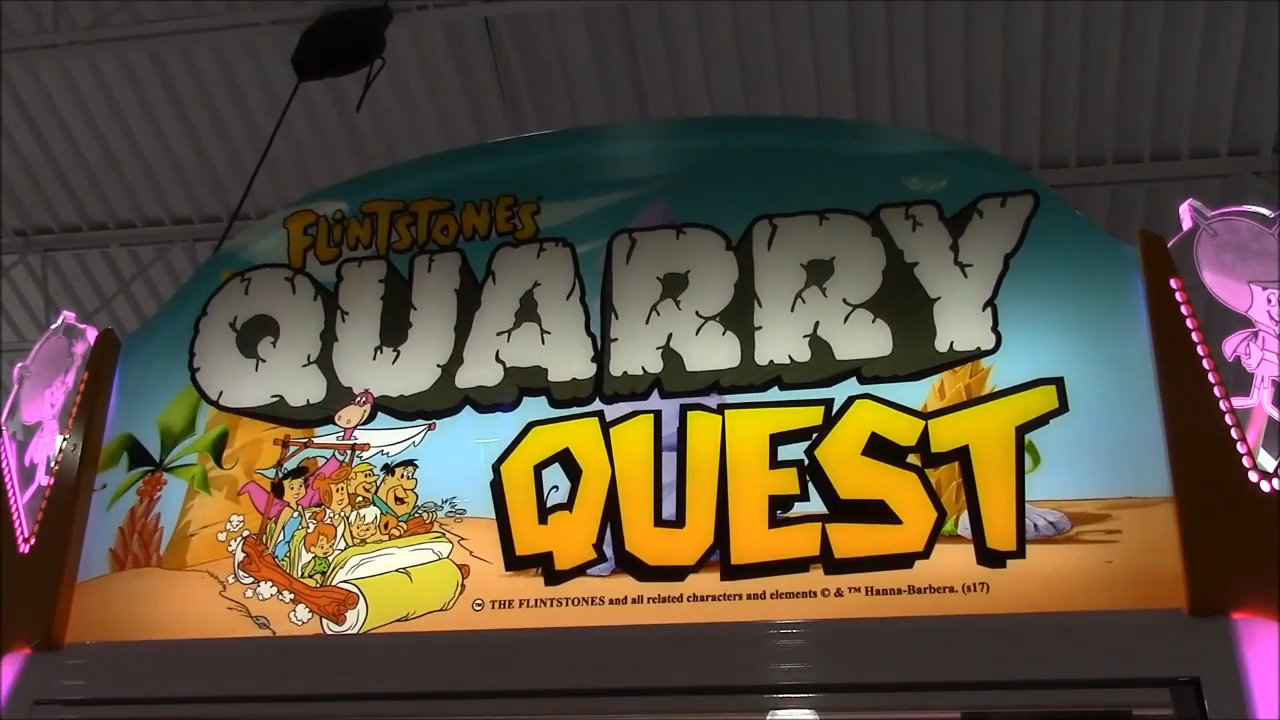 FLiNTSTONES
QUARRY
QUEST
™ THE FLINTSTONES and all related characters and elements © & ™ Hanna-Barbera. (s17)